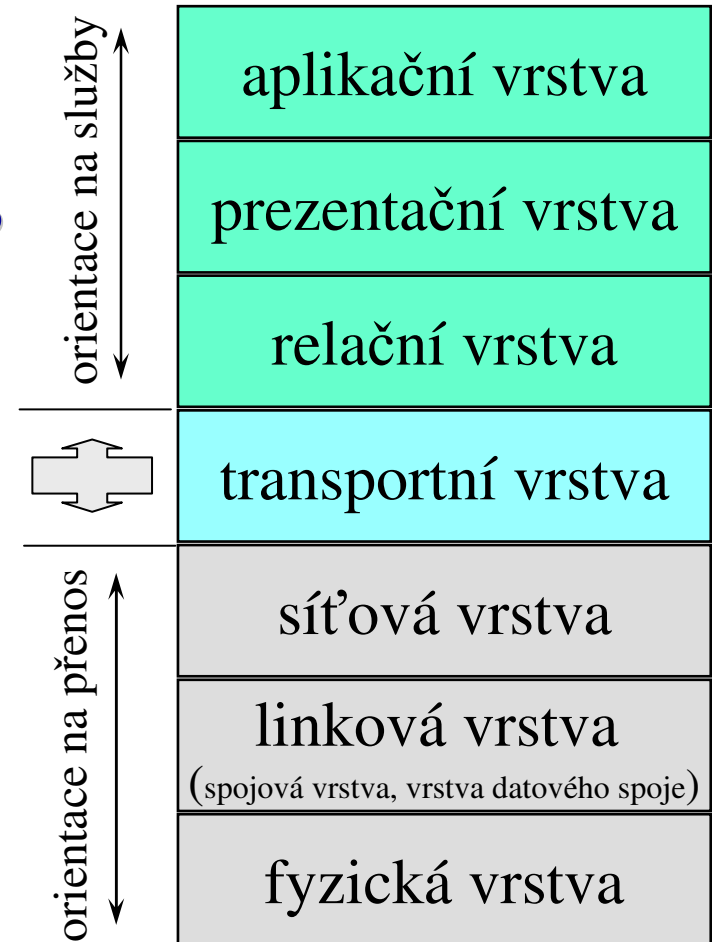 orientace na služby
aplikační vrstva
prezentační vrstva
relační vrstva
transportní vrstva
orientace na přenos
síťová vrstva
linková vrstva
(spojová vrstva, vrstva datového spoje)
fyzická vrstva